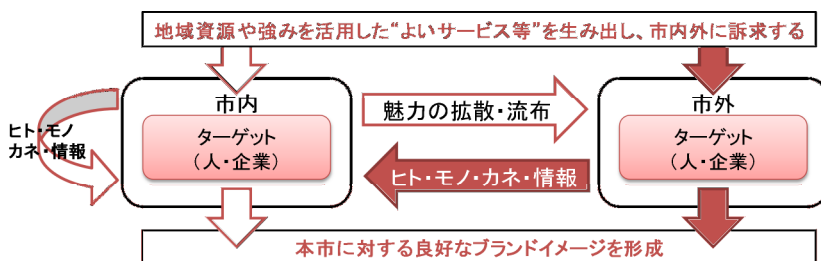 地域資源や強みを活用した“よいサービス等”を生み出し、市内外に訴求する
市内
ターゲット
（人・企業）
ヒト・モノ
カネ・情報
魅力の拡散・流布
ヒト・モノ・カネ・情報
市外
ターゲット
（人・企業）
本市に対する良好なブランドイメージを形成